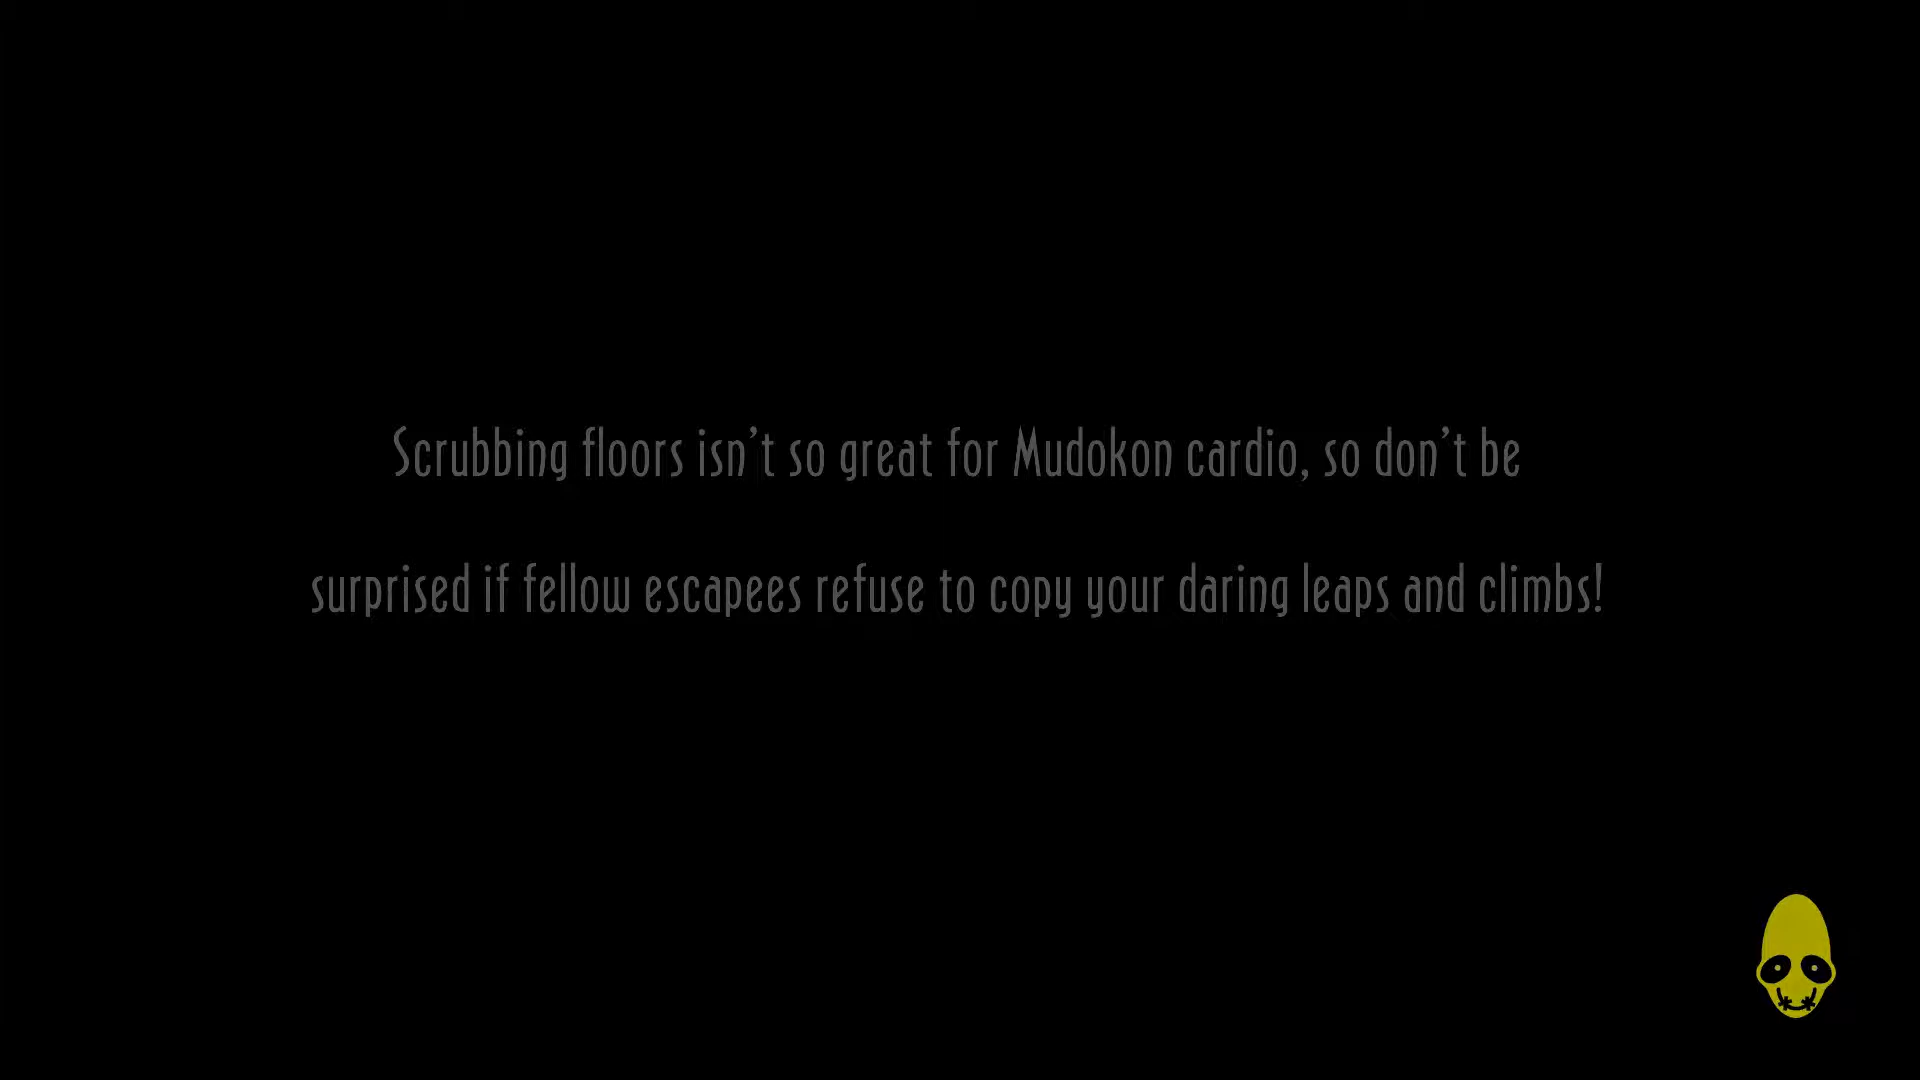 Scrubbing floors isn’t so great for Mudokon cardio, so don’t be
surprised if fellow escapees refuse to copy your daring leaps and climbs!